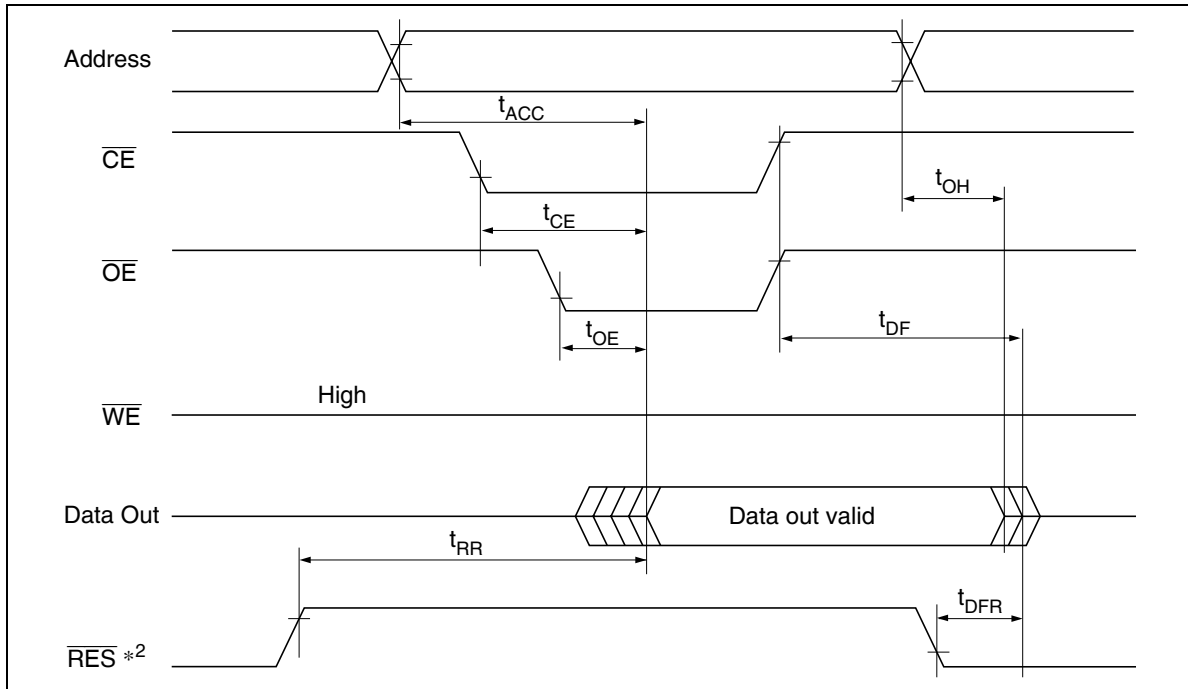 Address
tACC
CE
tOH
tCE
OE
tDF
tOE
High
WE
Data Out
Data out valid
tRR
tDFR
RES *2